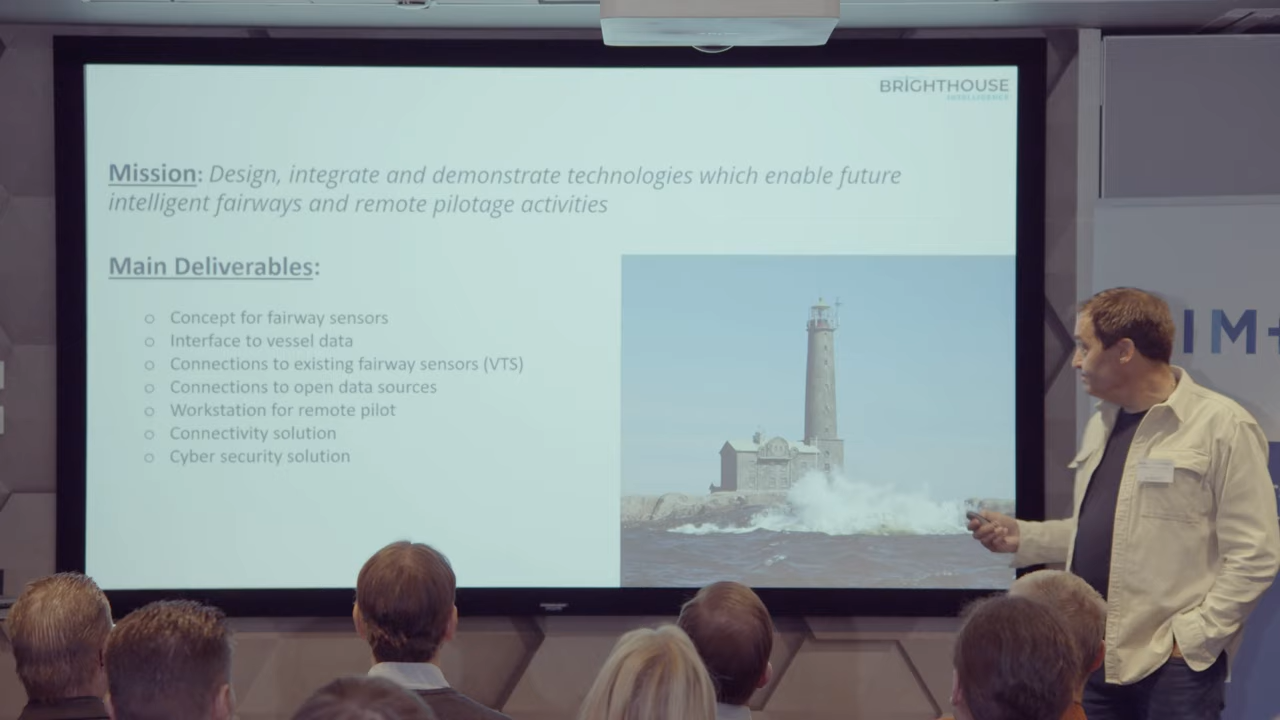 BRIGHTHOUSE
INTELLIGENCE
Mission: Design, integrate and demonstrate technologies which enable future
intelligent fairways and remote pilotage activities
Main Deliverables:
○ Concept for fairway sensors
○ Interface to vessel data
○ Connections to existing fairway sensors (VTS)
○ Connections to open data sources
○ Workstation for remote pilot
○ Connectivity solution
○ Cyber security solution
IM